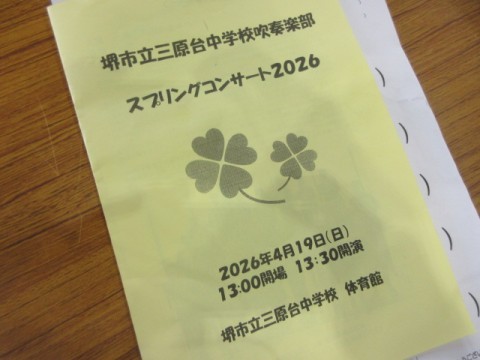 堺市立三原台中学校吹奏楽部
スプリングコンサート2026
2026年4月19日(日)
13:00開場 13:30開演
堺市立三原台中学校 体育館
)
)
)
)
)